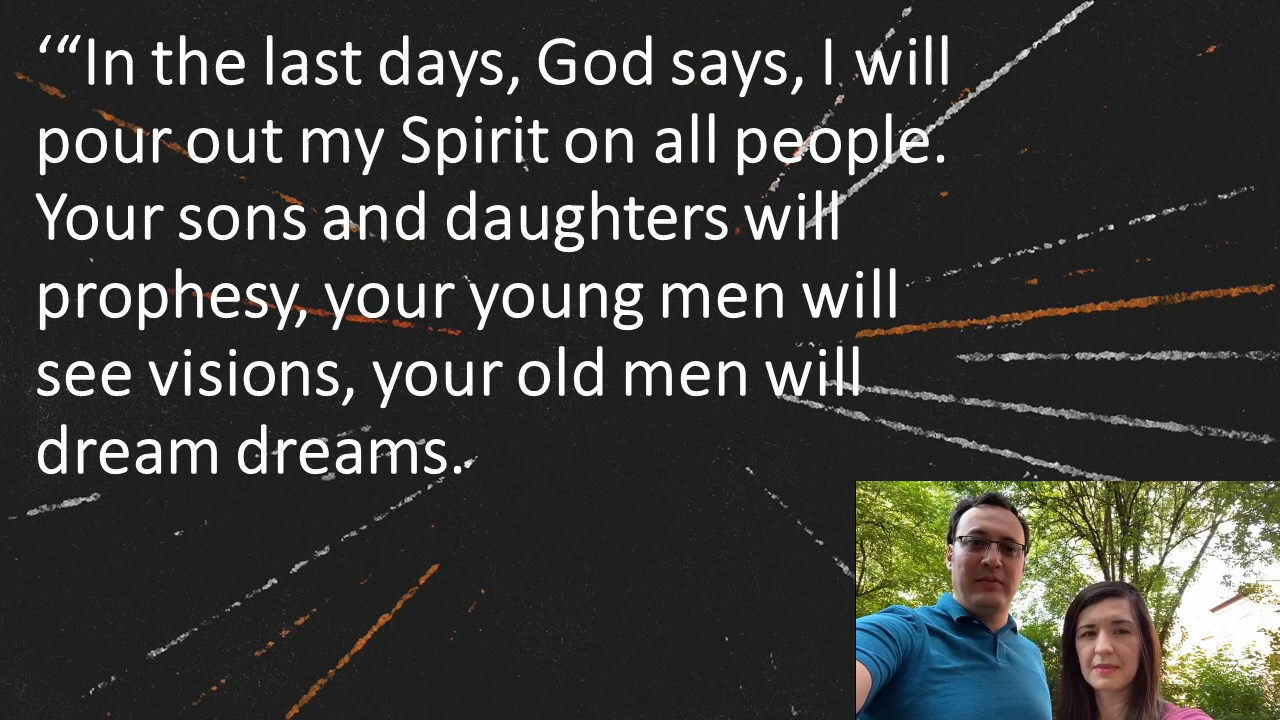 ‘“In the last days, God says, I will
pour out my Spirit on all people.
Your sons and daughters will
prophesy, your young men will
see visions, your old men will
dream dreams.